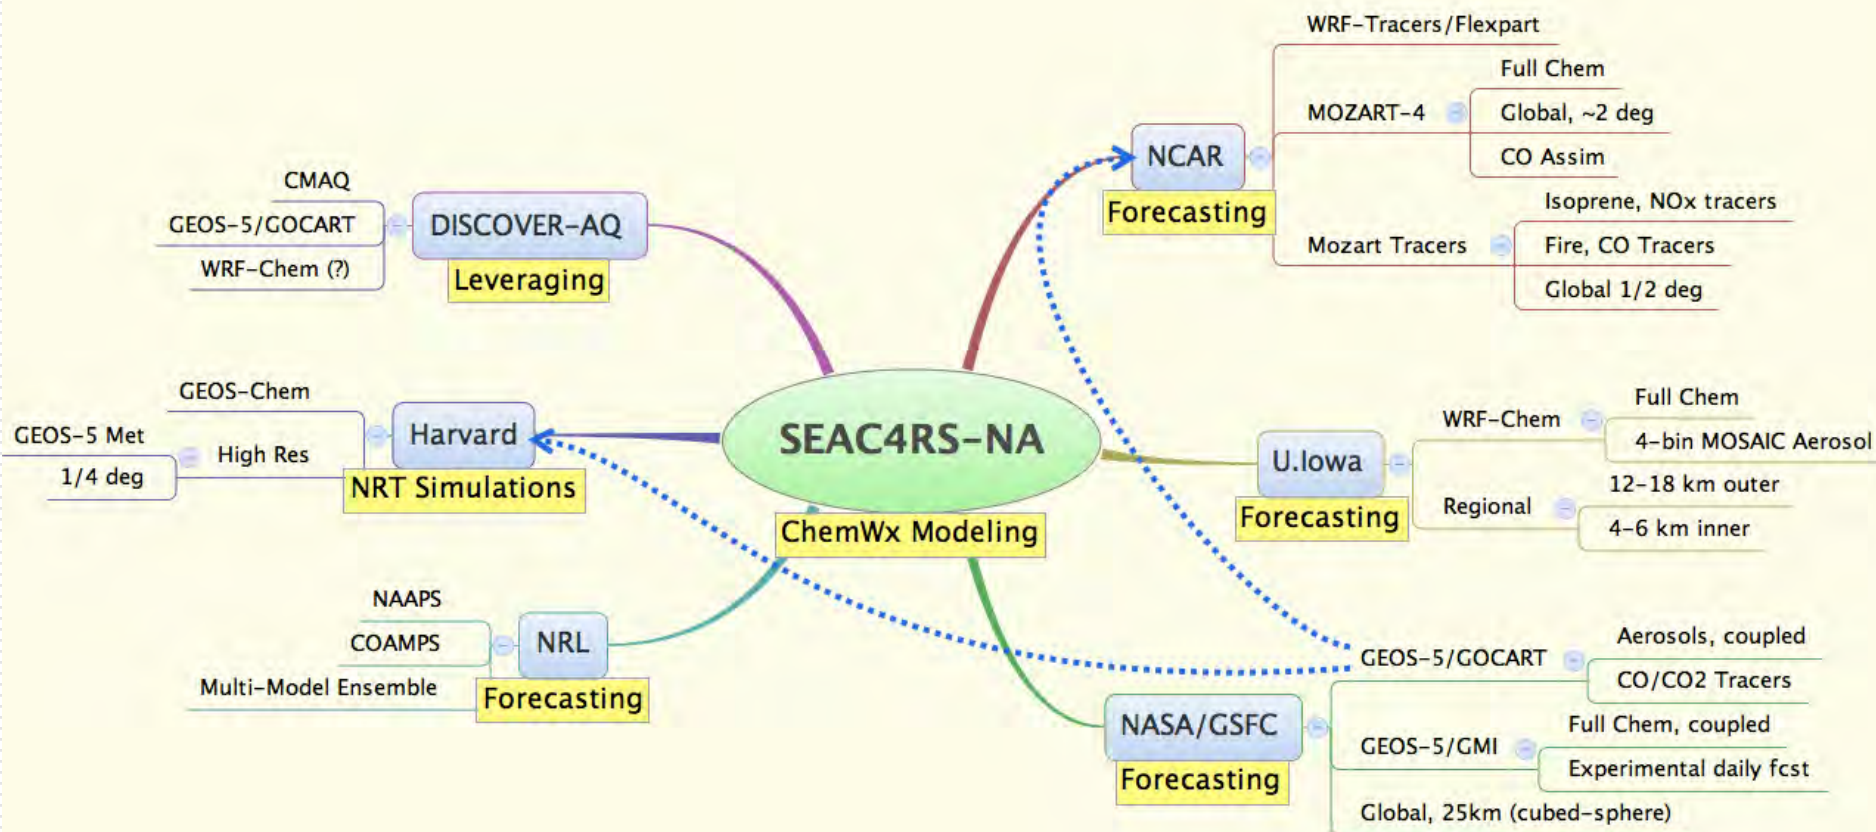 SEAC4RS-NA
ChemWx Modeling
DISCOVER-AQ
Leveraging
CMAQ
GEOS-5/GOCART
WRF-Chem (?)
Harvard
NRT Simulations
GEOS-Chem
High Res
GEOS-5 Met
1/4 deg
NRL
Forecasting
NAAPS
COAMPS
Multi-Model Ensemble
NCAR
Forecasting
WRF-Tracers/Flexpart
MOZART-4
Full Chem
Global, ~2 deg
CO Assim
Mozart Tracers
Isoprene, NOx tracers
Fire, CO Tracers
Global 1/2 deg
U.Iowa
Forecasting
WRF-Chem
Full Chem
4-bin MOSAIC Aerosol
Regional
12-18 km outer
4-6 km inner
NASA/GSFC
Forecasting
GEOS-5/GOCART
Aerosols, coupled
CO/CO2 Tracers
GEOS-5/GMI
Full Chem, coupled
Experimental daily fcst
Global, 25km (cubed-sphere)